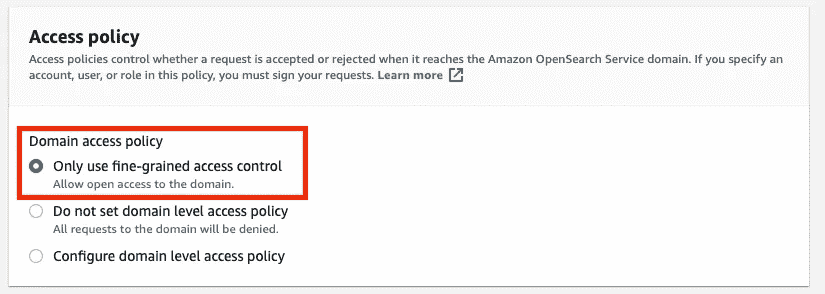 Access policy
Access policies control whether a request is accepted or rejected when it reaches the Amazon OpenSearch Service domain. If you specify an
account, user, or role in this policy, you must sign your requests. Learn more
Domain access policy
Only use fine-grained access control
Allow open access to the domain.
Do not set domain level access policy
All requests to the domain will be denied.
Configure domain level access policy